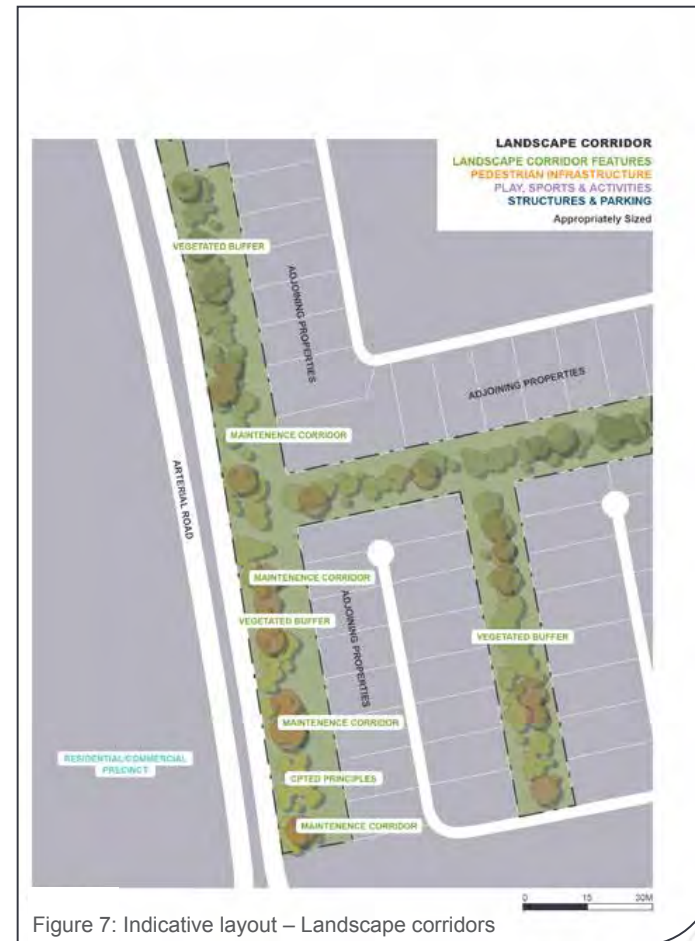 LANDSCAPE CORRIDOR
LANDSCAPE CORRIDOR FEATURES
PEDESTRIAN INFRASTRUCTURE
PLAY, SPORTS & ACTIVITIES
STRUCTURES & PARKING
Appropriately Sized
VEGETATED BUFFER
ADJOINING PROPERTIES
ADJOINING PROPERTIES
MAINTENENCE CORRIDOR
ARTERIAL ROAD
MAINTENENCE CORRIDOR
ADJOINING PROPERTIES
VEGETATED BUFFER
VEGETATED BUFFER
MAINTENENCE CORRIDOR
RESIDENTIAL/COMMERCIAL
PRECINCT
CPTED PRINCIPLES
MAINTENENCE CORRIDOR
0 15 30M
Figure 7: Indicative layout – Landscape corridors